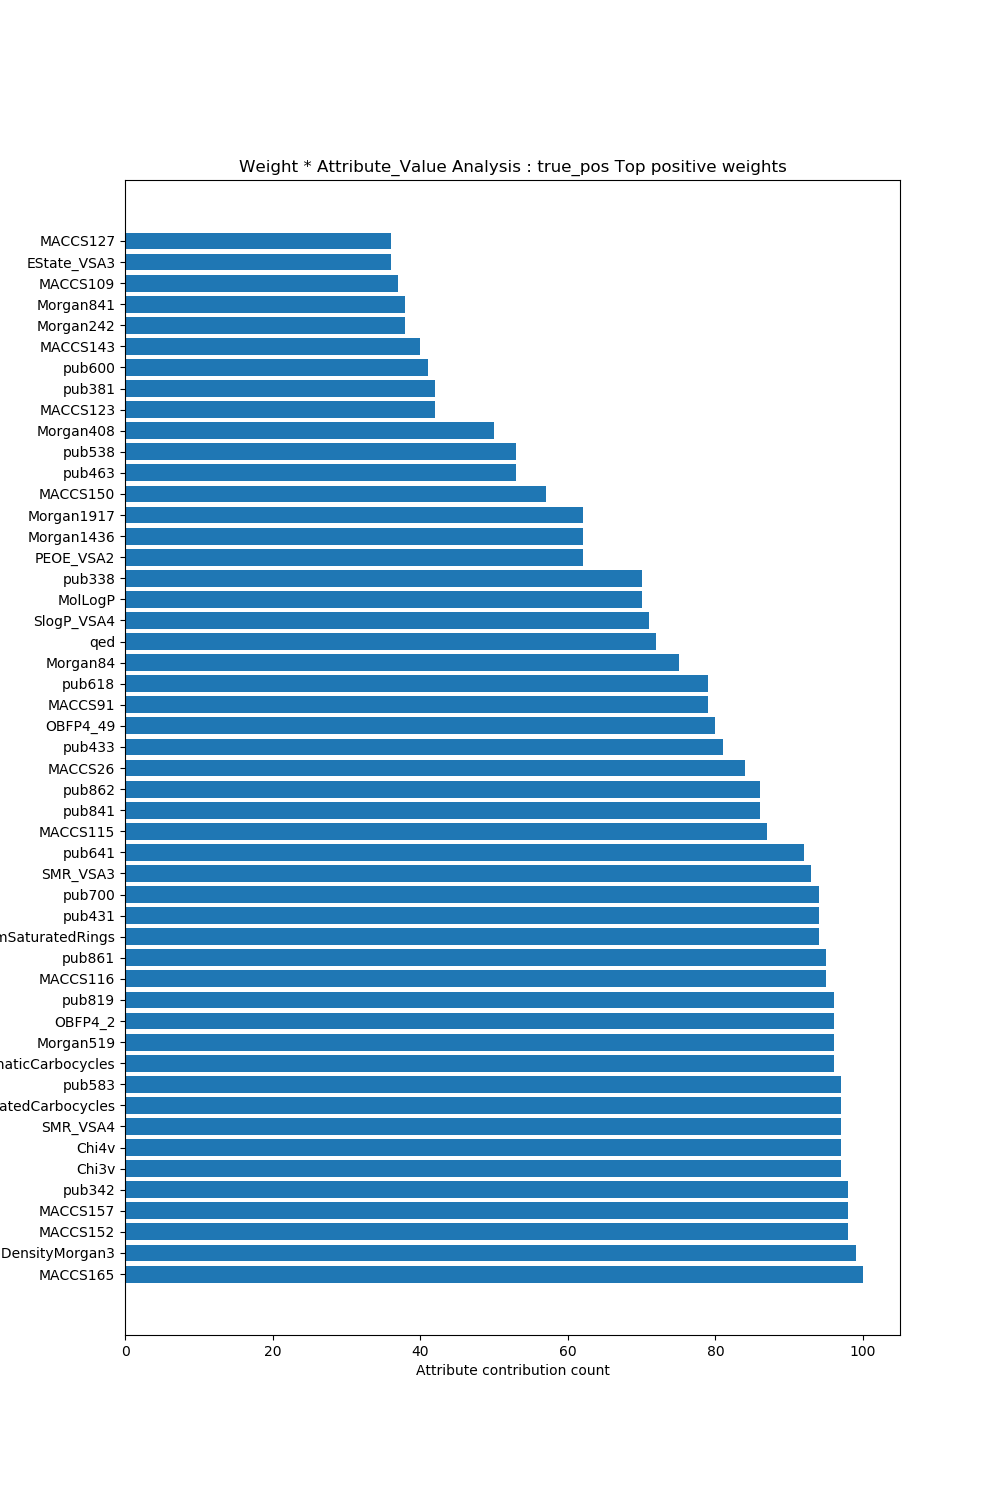 Weight * Attribute_Value Analysis : true_pos Top positive weights
MACCS127
EState_VSA3
MACCS109
Morgan841
Morgan242
MACCS143
pub600
pub381
MACCS123
Morgan408
pub538
pub463
MACCS150
Morgan1917
Morgan1436
PEOE_VSA2
pub338
MolLogP
SlogP_VSA4
qed
Morgan84
pub618
MACCS91
OBFP4_49
pub433
MACCS26
pub862
pub841
MACCS115
pub641
SMR_VSA3
pub700
pub431
mSaturatedRings
pub861
MACCS116
pub819
OBFP4_2
Morgan519
naticCarbocycles
pub583
atedCarbocycles
SMR_VSA4
Chi4v
Chi3v
pub342
MACCS157
MACCS152
DensityMorgan3
MACCS165
0 20 40 60 80 100
Attribute contribution count